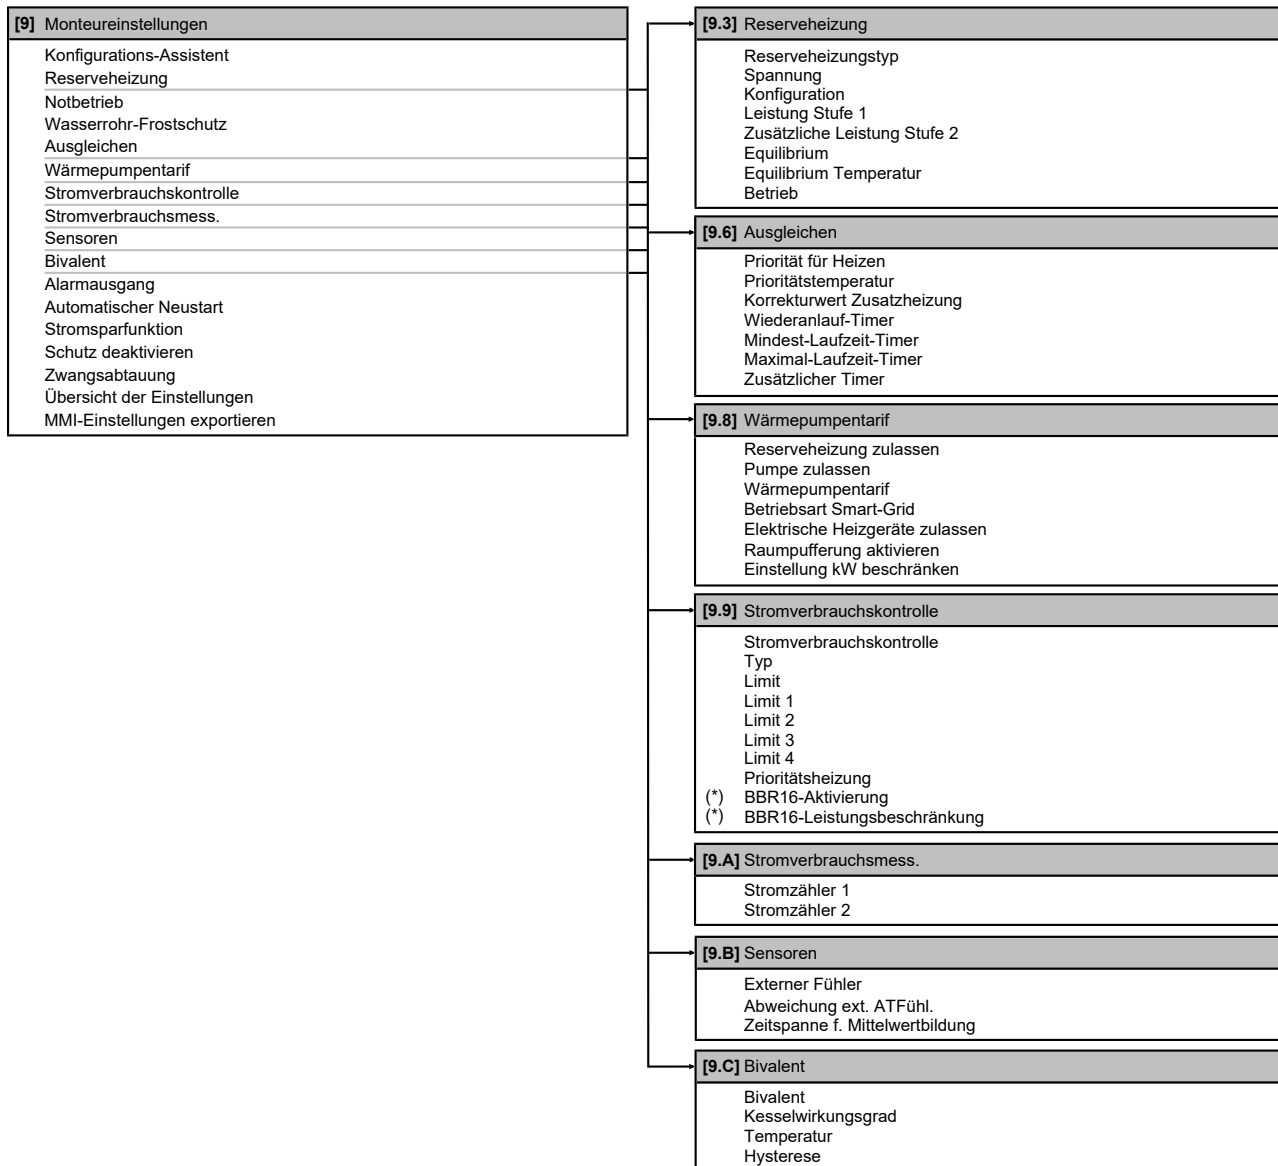 [9] Monteureinstellungen
Konfigurations-Assistent
Reserveheizung
Notbetrieb
Wasserrohr-Frostschutz
Ausgleichen
Wärmepumpentarif
Stromverbrauchskontrolle
Stromverbrauchsmess.
Sensoren
Bivalent
Alarmausgang
Automatischer Neustart
Stromsparfunktion
Schutz deaktivieren
Zwangsabtauung
Übersicht der Einstellungen
MMI-Einstellungen exportieren
[9.3] Reserveheizung
Reserveheizungstyp
Spannung
Konfiguration
Leistung Stufe 1
Zusätzliche Leistung Stufe 2
Equilibrium
Equilibrium Temperatur
Betrieb
[9.6] Ausgleichen
Priorität für Heizen
Prioritätstemperatur
Korrekturwert Zusatzheizung
Wiederanlauf-Timer
Mindest-Laufzeit-Timer
Maximal-Laufzeit-Timer
Zusätzlicher Timer
[9.8] Wärmepumpentarif
Reserveheizung zulassen
Pumpe zulassen
Wärmepumpentarif
Betriebsart Smart-Grid
Elektrische Heizgeräte zulassen
Raumpufferung aktivieren
Einstellung kW beschränken
[9.9] Stromverbrauchskontrolle
Stromverbrauchskontrolle
Typ
Limit
Limit 1
Limit 2
Limit 3
Limit 4
Prioritätsheizung
(*) BBR16-Aktivierung
(*) BBR16-Leistungsbeschränkung
[9.A] Stromverbrauchsmess.
Stromzähler 1
Stromzähler 2
[9.B] Sensoren
Externer Fühler
Abweichung ext. ATFühl.
Zeitspanne f. Mittelwertbildung
[9.C] Bivalent
Bivalent
Kesselwirkungsgrad
Temperatur
Hysterese